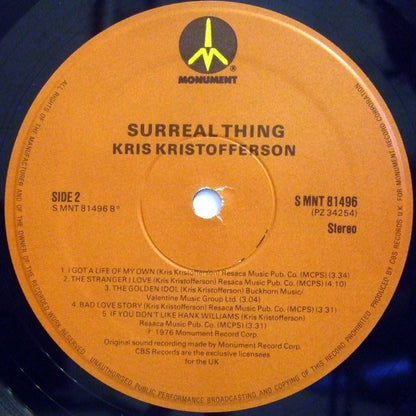 MONUMENT®
SURREAL THING
KRIS KRISTOFFERSON
SIDE 2
S MNT 81496 B*
S MNT 81496
(PZ 34254)
Stereo
1. I GOT A LIFE OF MY OWN (Kris Kristofferson) Resaca Music Pub. Co. (MCPS) (3.34)
2. THE STRANGER I LOVE (Kris Kristofferson) Resaca Music Pub. Co. (MCPS) (4.10)
3. THE GOLDEN IDOL (Kris Kristofferson) Buckhorn Music/
Valentine Music Group Ltd. (3.04)
4. BAD LOVE STORY (Kris Kristofferson) Resaca Music Pub. Co. (MCPS) (3.31)
5 IF YOU DON'T LIKE HANK WILLIAMS (Kris Kristofferson)
Resaca Music Pub. Co. (MCPS) (3.31)
℗ 1976 Monument Record Corp.
Original sound recording made by Monument Record Corp.
CBS Records are the exclusive licensees
for the UK
ALL RIGHTS OF THE MANUFACTURER AND OF THE OWNER OF THE RECORDED WORK RESERVED. UNAUTHORISED PUBLIC PERFORMANCE BROADCASTING AND COPYING OF THIS RECORD PROHIBITED. PRODUCED BY CBS RECORDS U.K. FOR MONUMENT RECORD CORPORATION